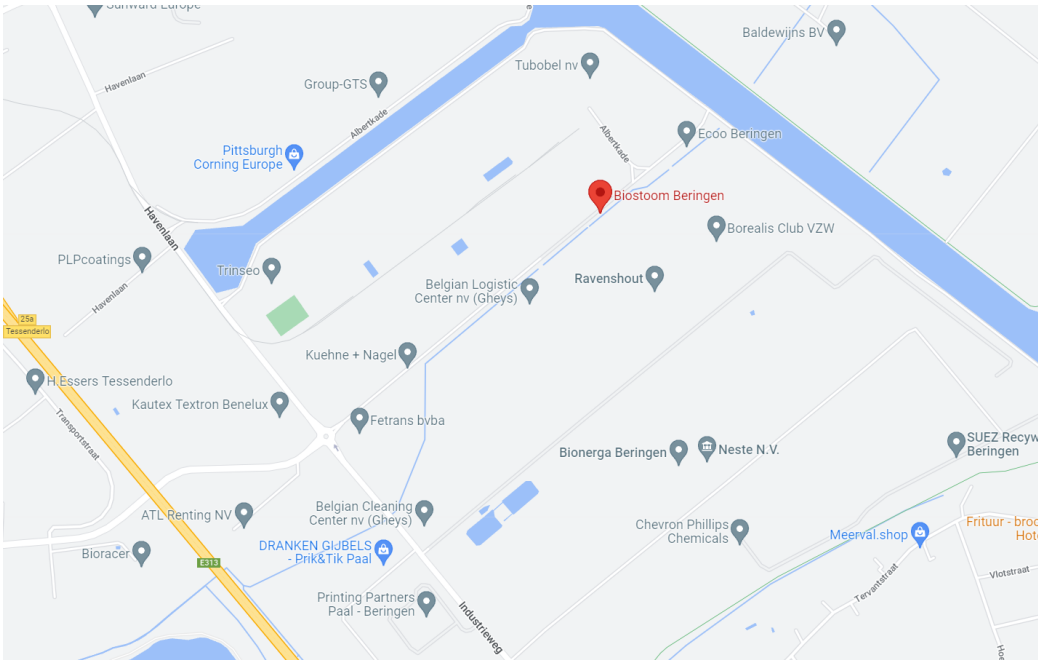 Sunward Europe
Baldewijns BV
Tubobel nv
Group-GTS
Havenlaan
Albertkade
Albertkade
Ecoo Beringen
Pittsburgh
Corning Europe
Biostoom Beringen
Havenlaan
Borealis Club VZW
PLPcoatings
Trinseo
Ravenshout
Belgian Logistic
Center nv (Gheys)
Havenlaan
25a
Tessenderlo
Kuehne + Nagel
H.Essers Tessenderlo
Kautex Textron Benelux
Fetrans bvba
Transportstraat
SUEZ Recyw
Beringen
Bionerga Beringen
Neste N.V.
ATL Renting NV
Belgian Cleaning
Center nv (Gheys)
Chevron Phillips
Chemicals
Meerval.shop
Frituur - broo
Hote
Bioracer
DRANKEN GIJBELS
- Prik&Tik Paal
E313
Vlotstraat
Tervantstraat
Printing Partners
Paal - Beringen
Industrieweg
Hoe